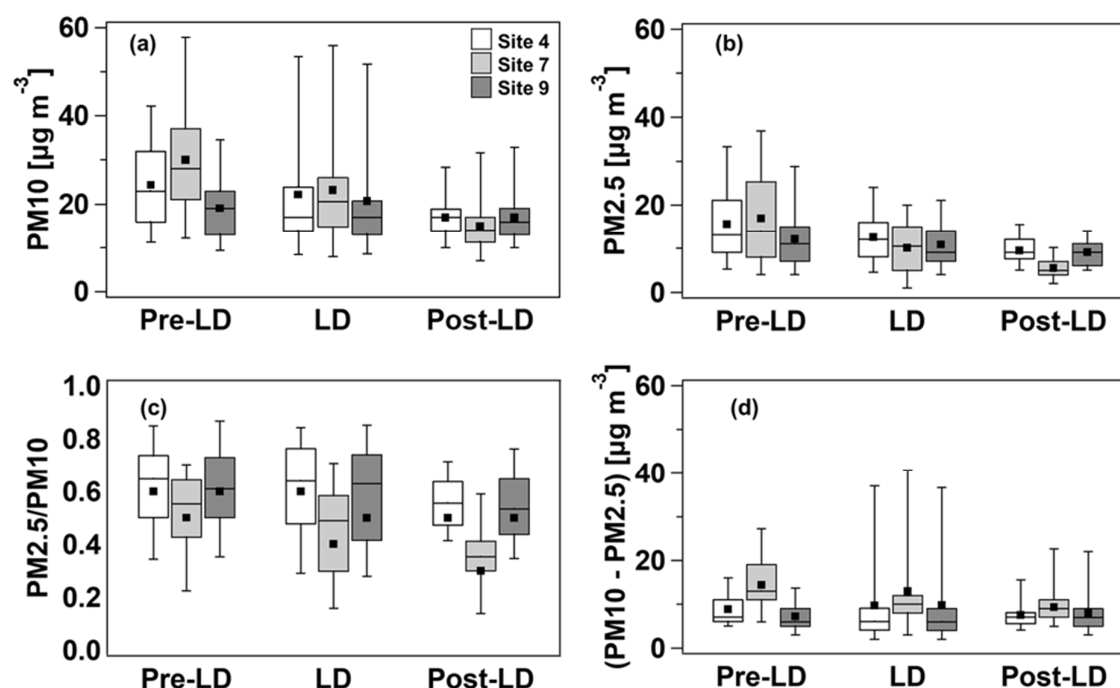 (a)
PM10 [µg m⁻³]
60
40
20
0
Site 4
Site 7
Site 9
Pre-LD LD Post-LD
(b)
PM2.5 [µg m⁻³]
60
40
20
0
Pre-LD LD Post-LD
(c)
PM2.5/PM10
1.0
0.8
0.6
0.4
0.2
0.0
Pre-LD LD Post-LD
(d)
(PM10 - PM2.5) [µg m⁻³]
60
40
20
0
Pre-LD LD Post-LD